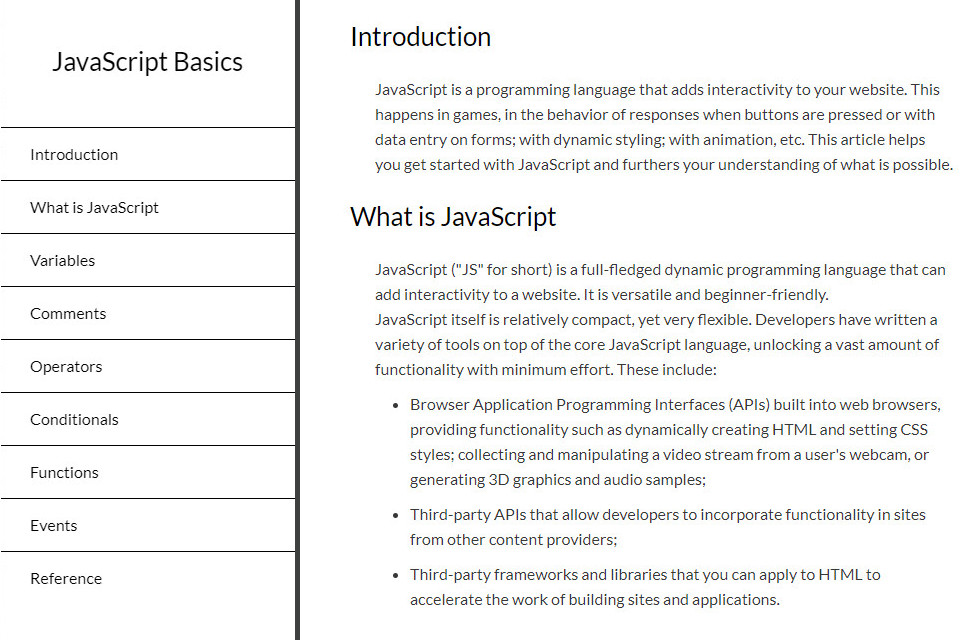 JavaScript Basics
Introduction
What is JavaScript
Variables
Comments
Operators
Conditionals
Functions
Events
Reference
Introduction
JavaScript is a programming language that adds interactivity to your website. This
happens in games, in the behavior of responses when buttons are pressed or with
data entry on forms; with dynamic styling; with animation, etc. This article helps
you get started with JavaScript and furthers your understanding of what is possible.
What is JavaScript
JavaScript ("JS" for short) is a full-fledged dynamic programming language that can
add interactivity to a website. It is versatile and beginner-friendly.
JavaScript itself is relatively compact, yet very flexible. Developers have written a
variety of tools on top of the core JavaScript language, unlocking a vast amount of
functionality with minimum effort. These include:
• Browser Application Programming Interfaces (APIs) built into web browsers,
providing functionality such as dynamically creating HTML and setting CSS
styles; collecting and manipulating a video stream from a user's webcam, or
generating 3D graphics and audio samples;
• Third-party APIs that allow developers to incorporate functionality in sites
from other content providers;
• Third-party frameworks and libraries that you can apply to HTML to
accelerate the work of building sites and applications.